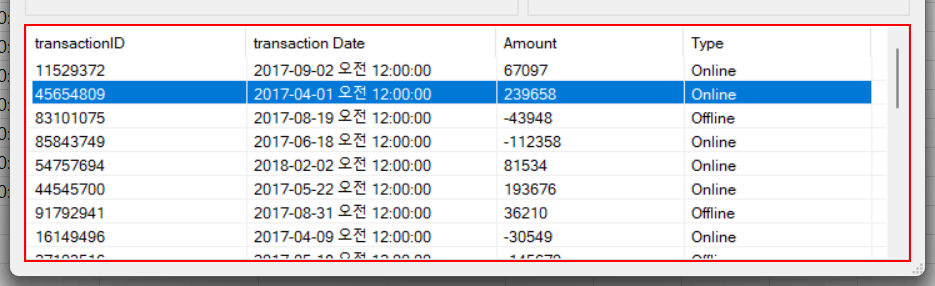 transactionID transaction Date Amount Type
11529372 2017-09-02 오전 12:00:00 67097 Online
45654809 2017-04-01 오전 12:00:00 239658 Online
83101075 2017-08-19 오전 12:00:00 -43948 Offline
85843749 2017-06-18 오전 12:00:00 -112358 Online
54757694 2018-02-02 오전 12:00:00 81534 Online
44545700 2017-05-22 오전 12:00:00 193676 Online
91792941 2017-08-31 오전 12:00:00 36210 Offline
16149496 2017-04-09 오전 12:00:00 -30549 Online